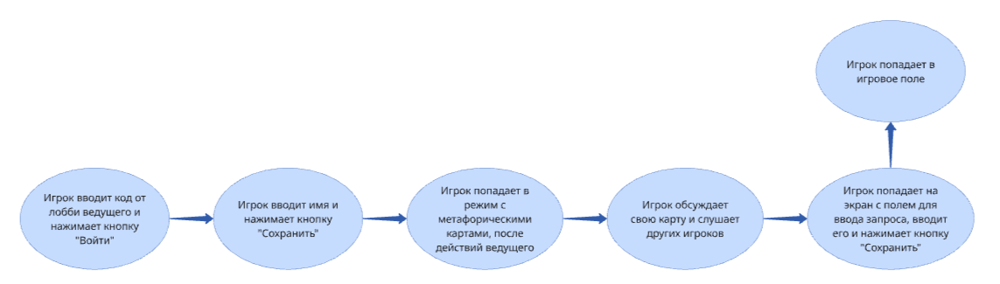 Игрок попадает в
игровое поле
Игрок вводит код от
лобби ведущего и
нажимает кнопку
"Войти"
Игрок вводит имя и
нажимает кнопку
"Сохранить"
Игрок попадает в
режим с
метафорическими
картами, после
действий ведущего
Игрок обсуждает
свою карту и слушает
других игроков
Игрок попадает на
экран с полем для
ввода запроса, вводит
его и нажимает кнопку
"Сохранить"